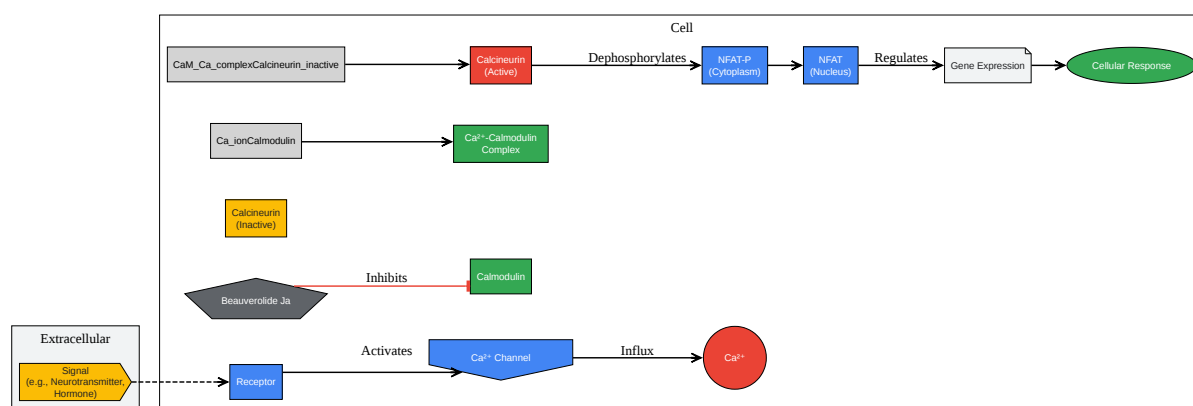 Cell
CaM_Ca_complexCalcineurin_inactive
Calcineurin
(Active)
Dephosphorylates
NFAT-P
(Cytoplasm)
NFAT
(Nucleus)
Regulates
Gene Expression
Cellular Response
Ca_ionCalmodulin
Ca²⁺-Calmodulin
Complex
Calcineurin
(Inactive)
Beauverolide Ja
Inhibits
Calmodulin
Extracellular
Signal
(e.g., Neurotransmitter,
Hormone)
Receptor
Activates
Ca²⁺ Channel
Influx
Ca²⁺